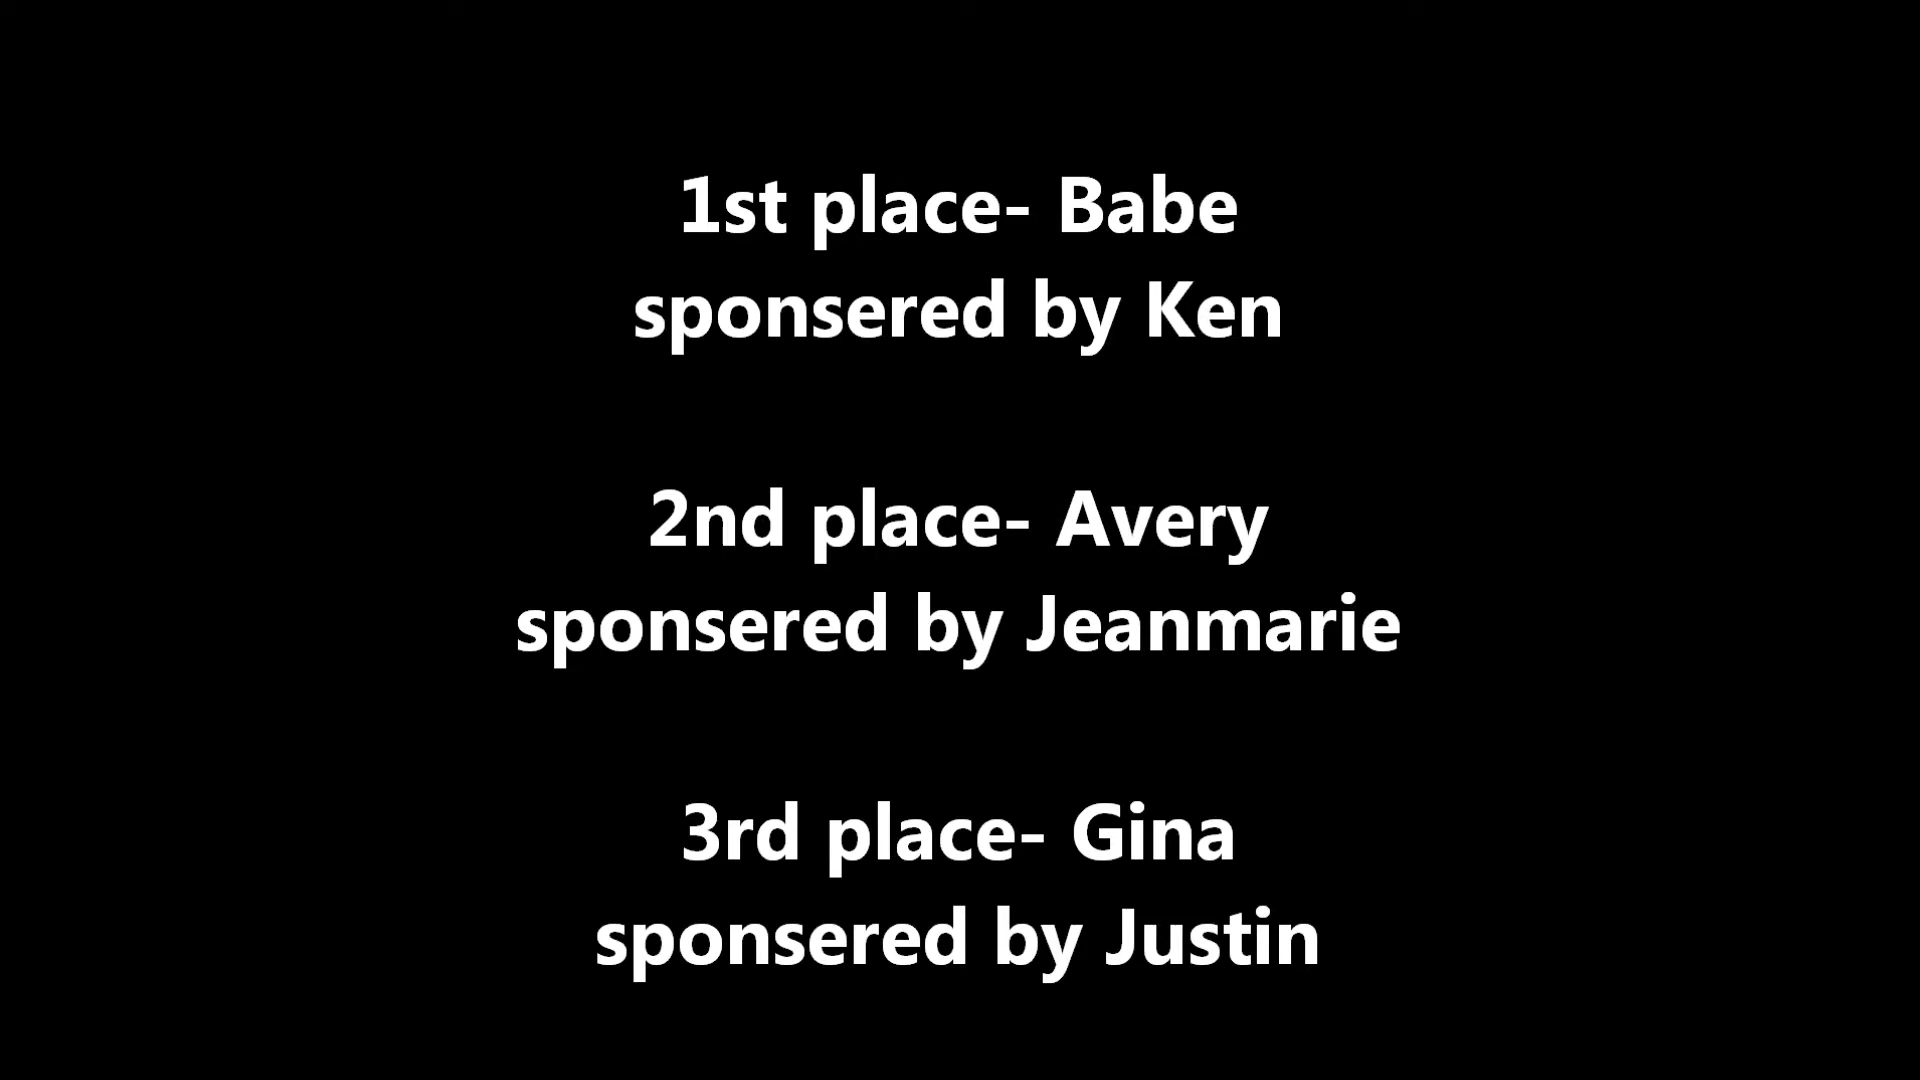 1st place- Babe
sponsered by Ken
2nd place- Avery
sponsered by Jeanmarie
3rd place- Gina
sponsered by Justin